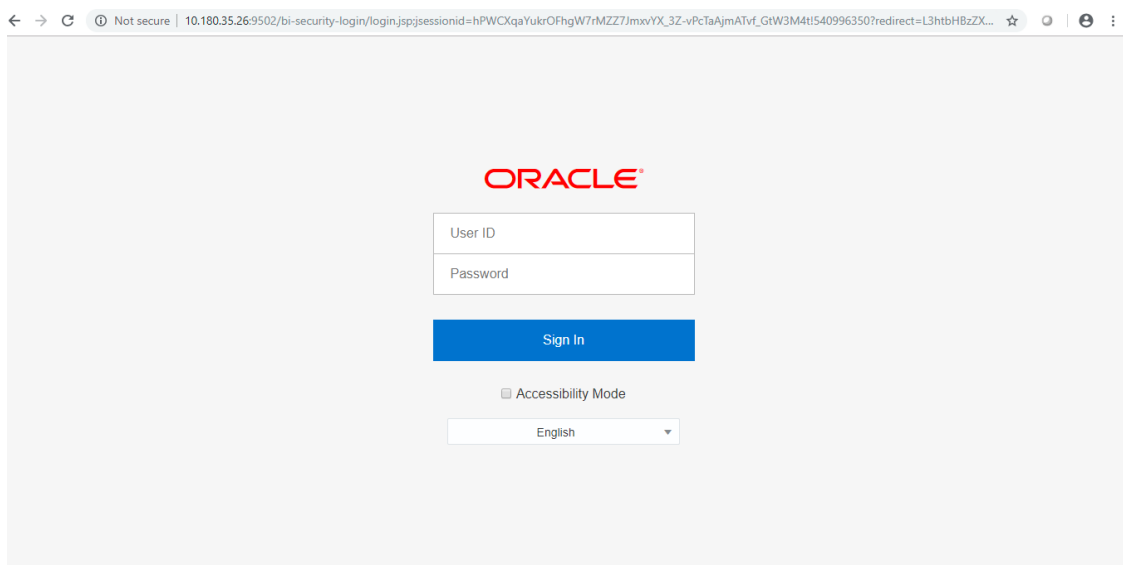 Not secure | 10.180.35.26:9502/bi-security-login/login.jsp;jsessionid=hPWCXqaYukrOFhgW7rMZZ7JmxvYX_3Z-vPcTaAjmATvf_GtW3M4t!540996350?redirect=L3htbHBzZX...
ORACLE
User ID
Password
Sign In
Accessibility Mode
English